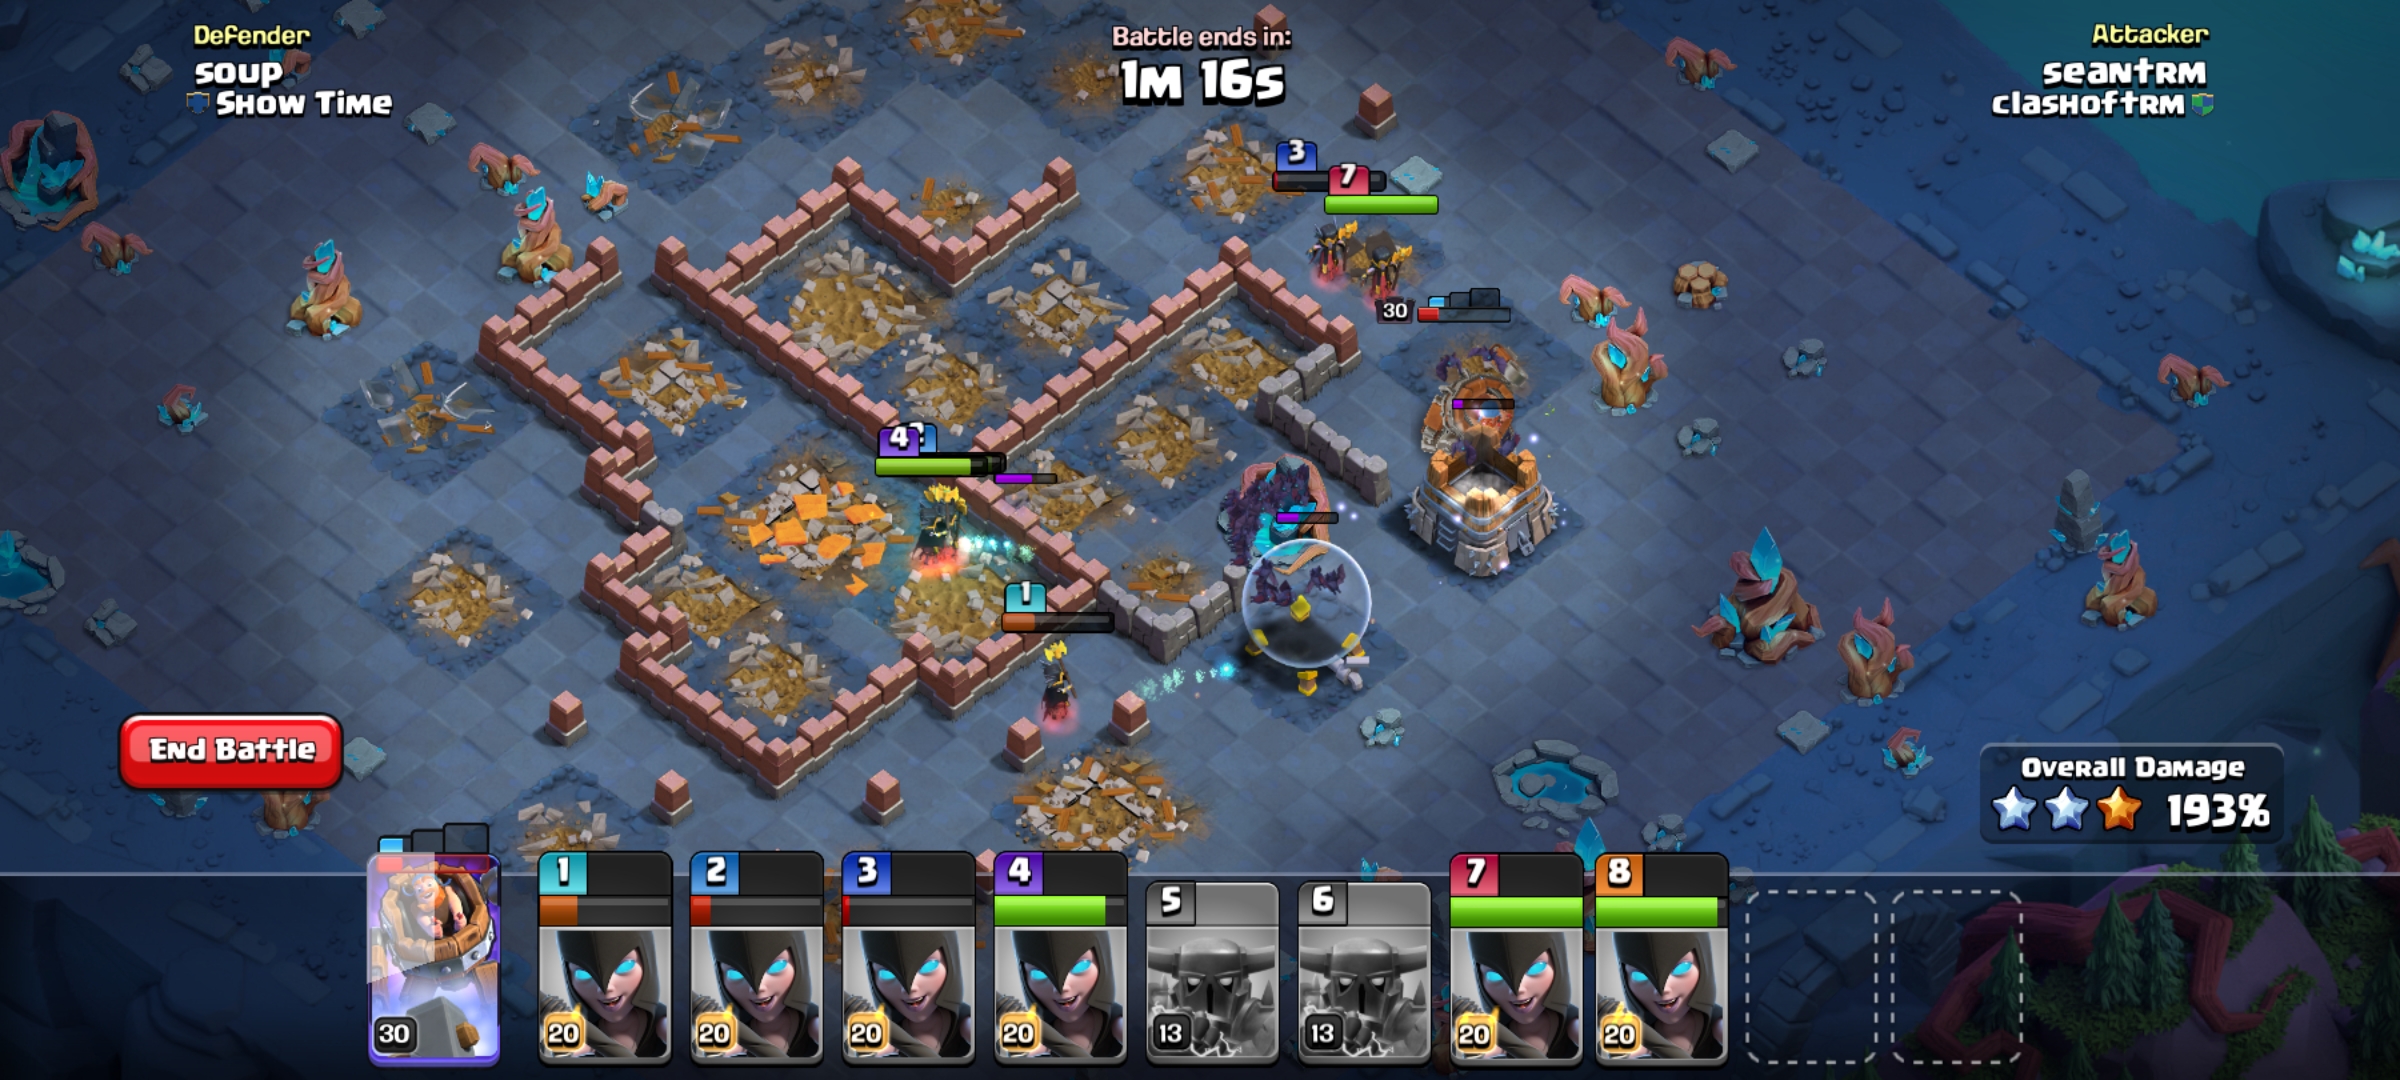 Defender
soup
Show Time
Battle ends in:
1m 16s
Attacker
seantrm
clashoftrm
3
7
30
4
1
End Battle
Overall Damage
193%
1
2
3
4
5
6
7
8
30
20
20
20
20
13
13
20
20